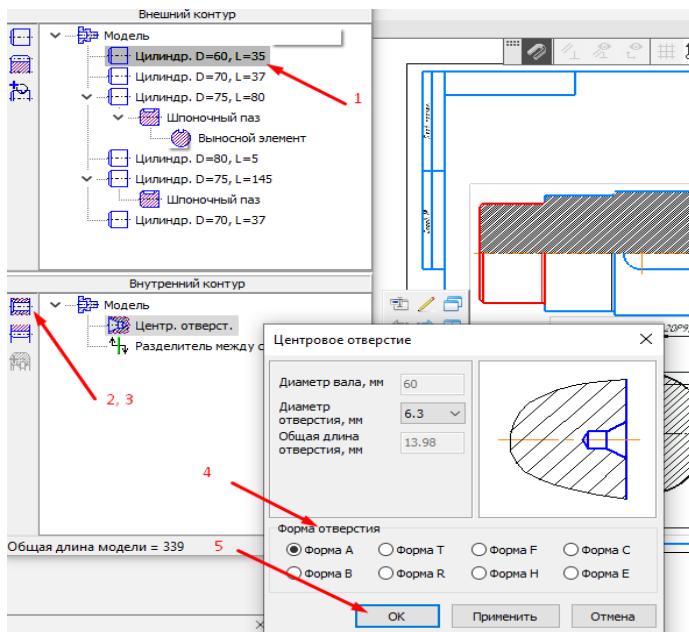 Внешний контур
Модель
Цилиндр. D=60, L=35
Цилиндр. D=70, L=37
1
Цилиндр. D=75, L=80
Шпоночный паз
Выносной элемент
Цилиндр. D=80, L=5
Цилиндр. D=75, L=145
Шпоночный паз
Цилиндр. D=70, L=37
Внутренний контур
Модель
Центр. отверст.
Разделитель между с
2, 3
Центровое отверстие
Диаметр вала, мм
60
Диаметр
отверстия, мм
6.3
Общая длина
отверстия, мм
13.98
4
Форма отверстия
Форма A
Форма T
Форма F
Форма C
Форма B
Форма R
Форма H
Форма E
Общая длина модели = 339
5
OK
Применить
Отмена